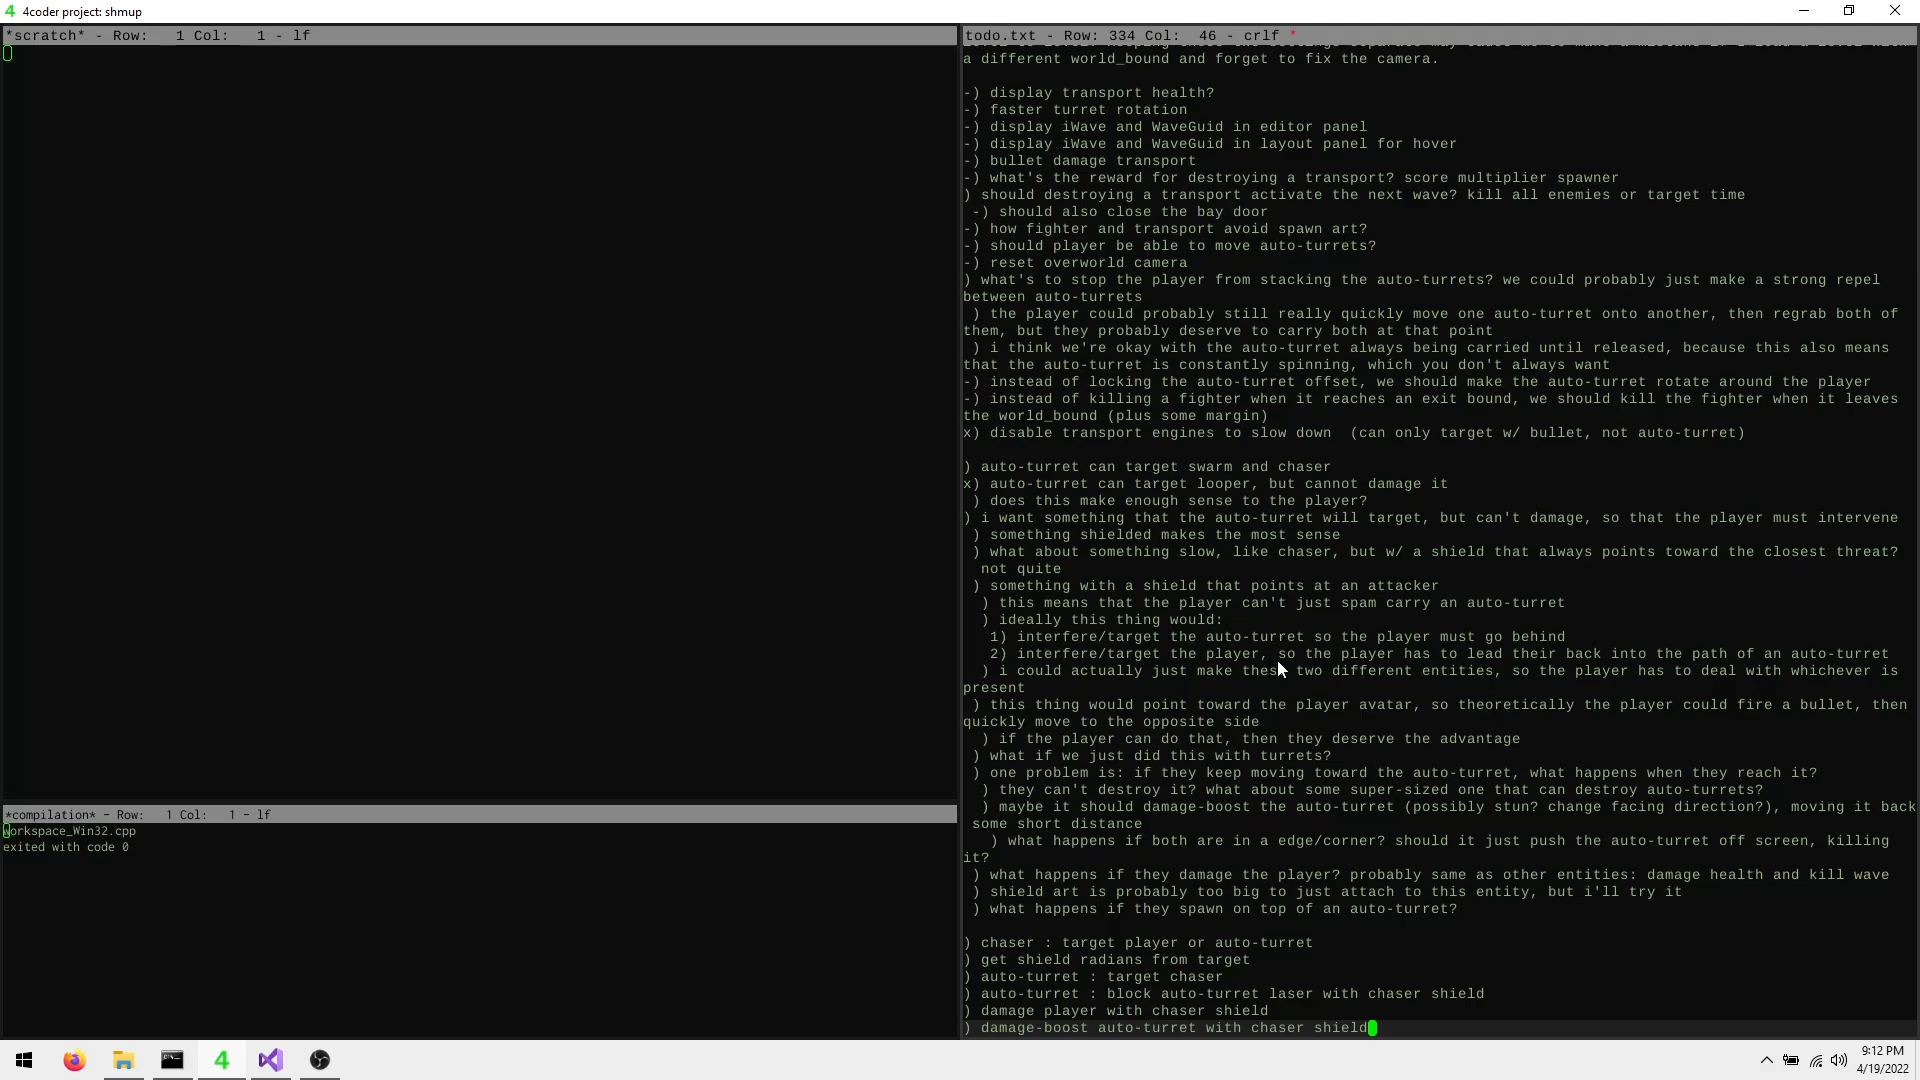 4coder project: shmup
*scratch* - Row:   1 Col:   1 - lf
todo.txt - Row: 334 Col:  46 - crlf *
a different world_bound and forget to fix the camera.
-) display transport health?
-) faster turret rotation
-) display iWave and WaveGuid in editor panel
-) display iWave and WaveGuid in layout panel for hover
-) bullet damage transport
-) what's the reward for destroying a transport? score multiplier spawner
) should destroying a transport activate the next wave? kill all enemies or target time
-) should also close the bay door
-) how fighter and transport avoid spawn art?
-) should player be able to move auto-turrets?
-) reset overworld camera
) what's to stop the player from stacking the auto-turrets? we could probably just make a strong repel
between auto-turrets
) the player could probably still really quickly move one auto-turret onto another, then regrab both of
them, but they probably deserve to carry both at that point
) i think we're okay with the auto-turret always being carried until released, because this also means
that the auto-turret is constantly spinning, which you don't always want
-) instead of locking the auto-turret offset, we should make the auto-turret rotate around the player
-) instead of killing a fighter when it reaches an exit bound, we should kill the fighter when it leaves
the world_bound (plus some margin)
x) disable transport engines to slow down  (can only target w/ bullet, not auto-turret)
) auto-turret can target swarm and chaser
x) auto-turret can target looper, but cannot damage it
) does this make enough sense to the player?
) i want something that the auto-turret will target, but can't damage, so that the player must intervene
) something shielded makes the most sense
) what about something slow, like chaser, but w/ a shield that always points toward the closest threat?
not quite
) something with a shield that points at an attacker
) this means that the player can't just spam carry an auto-turret
) ideally this thing would:
1) interfere/target the auto-turret so the player must go behind
2) interfere/target the player, so the player has to lead their back into the path of an auto-turret
) i could actually just make these two different entities, so the player has to deal with whichever is
present
) this thing would point toward the player avatar, so theoretically the player could fire a bullet, then
quickly move to the opposite side
) if the player can do that, then they deserve the advantage
) what if we just did this with turrets?
) one problem is: if they keep moving toward the auto-turret, what happens when they reach it?
) they can't destroy it? what about some super-sized one that can destroy auto-turrets?
) maybe it should damage-boost the auto-turret (possibly stun? change facing direction?), moving it back
some short distance
) what happens if both are in a edge/corner? should it just push the auto-turret off screen, killing
it?
) what happens if they damage the player? probably same as other entities: damage health and kill wave
) shield art is probably too big to just attach to this entity, but i'll try it
) what happens if they spawn on top of an auto-turret?
) chaser : target player or auto-turret
) get shield radians from target
) auto-turret : target chaser
) auto-turret : block auto-turret laser with chaser shield
) damage player with chaser shield
) damage-boost auto-turret with chaser shield
*compilation* - Row:   1 Col:   1 - lf
workspace_Win32.cpp
exited with code 0
9:12 PM
4/19/2022